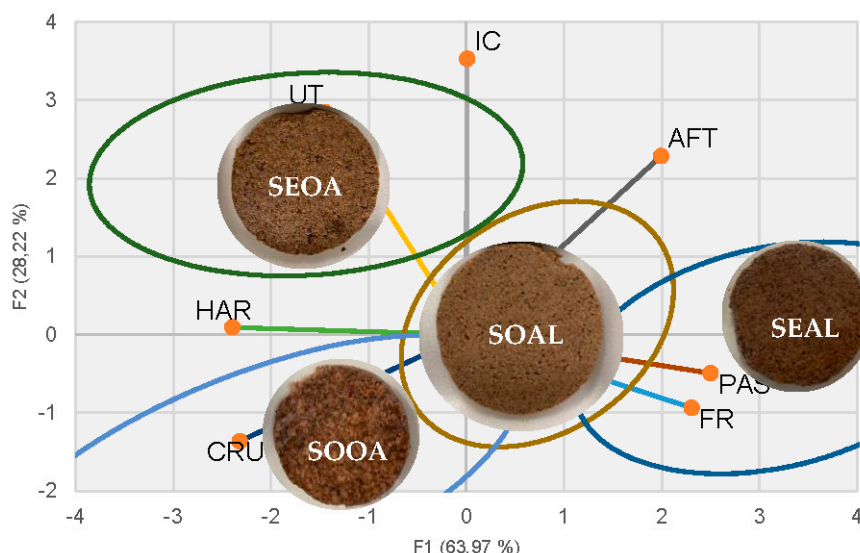 4
IC
3
UT
AFT
2
SEOA
F2 (28,22 %)
1
HAR
0
SOAL
SEAL
PAS
-1
FR
CRU
SOOA
-2
-4 -3 -2 -1 0 1 2 3 4
F1 (63,97 %)